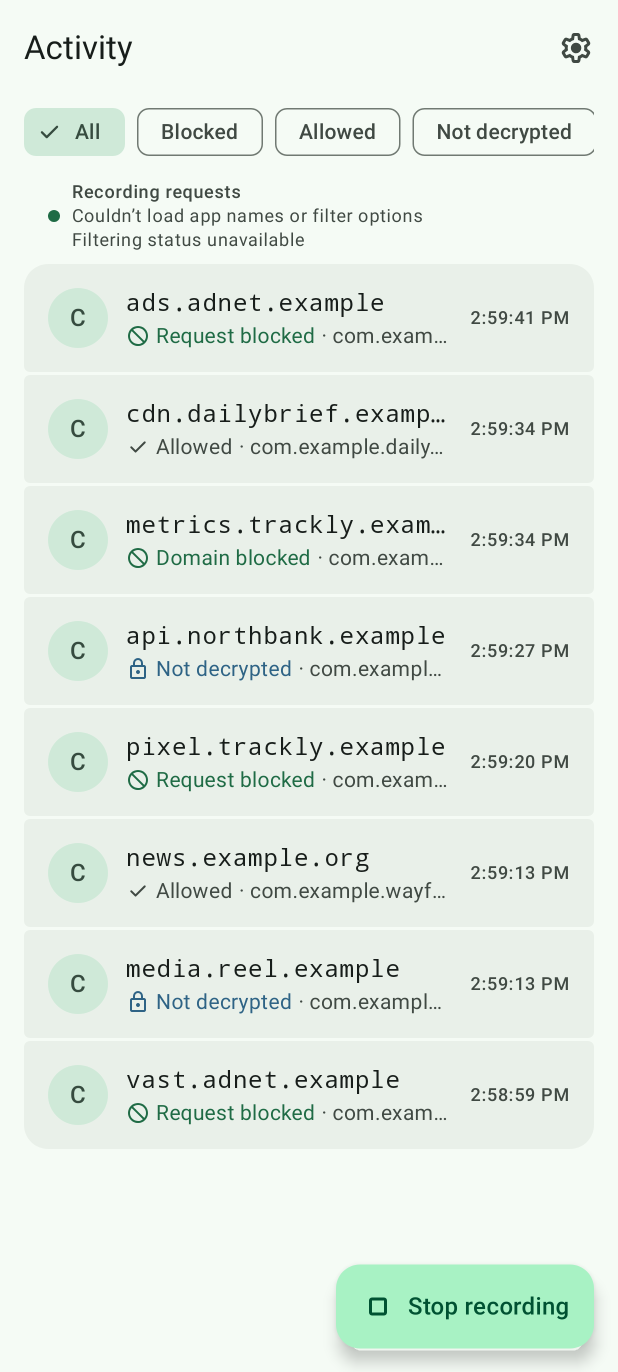 Activity
All
Blocked
Allowed
Not decrypted
Recording requests
Couldn’t load app names or filter options
Filtering status unavailable
C
ads.adnet.example
Request blocked · com.exam…
2:59:41 PM
C
cdn.dailybrief.examp…
Allowed · com.example.daily…
2:59:34 PM
C
metrics.trackly.exam…
Domain blocked · com.exam…
2:59:34 PM
C
api.northbank.example
Not decrypted · com.exampl…
2:59:27 PM
C
pixel.trackly.example
Request blocked · com.exam…
2:59:20 PM
C
news.example.org
Allowed · com.example.wayf…
2:59:13 PM
C
media.reel.example
Not decrypted · com.exampl…
2:59:13 PM
C
vast.adnet.example
Request blocked · com.exam…
2:58:59 PM
Stop recording